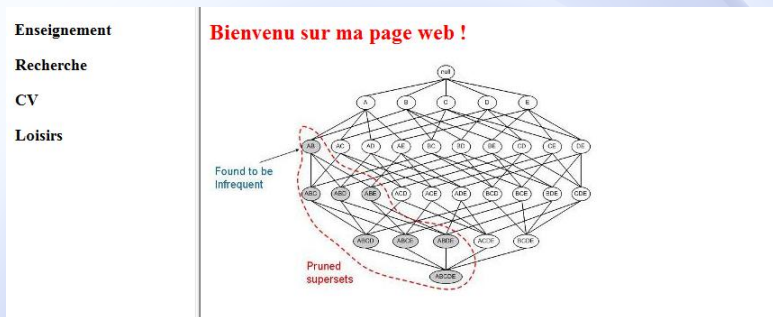 Enseignement
Recherche
CV
Loisirs
Bienvenu sur ma page web !
null
A B C D E
AB AC AD AE BC BD BE CD CE DE
Found to be
Infrequent
ABC ABD ABE ACD ACE ADE BCD BCE BDE CDE
ABCD ABCE ABDE ACDE BCDE
Pruned
supersets
ABCDE